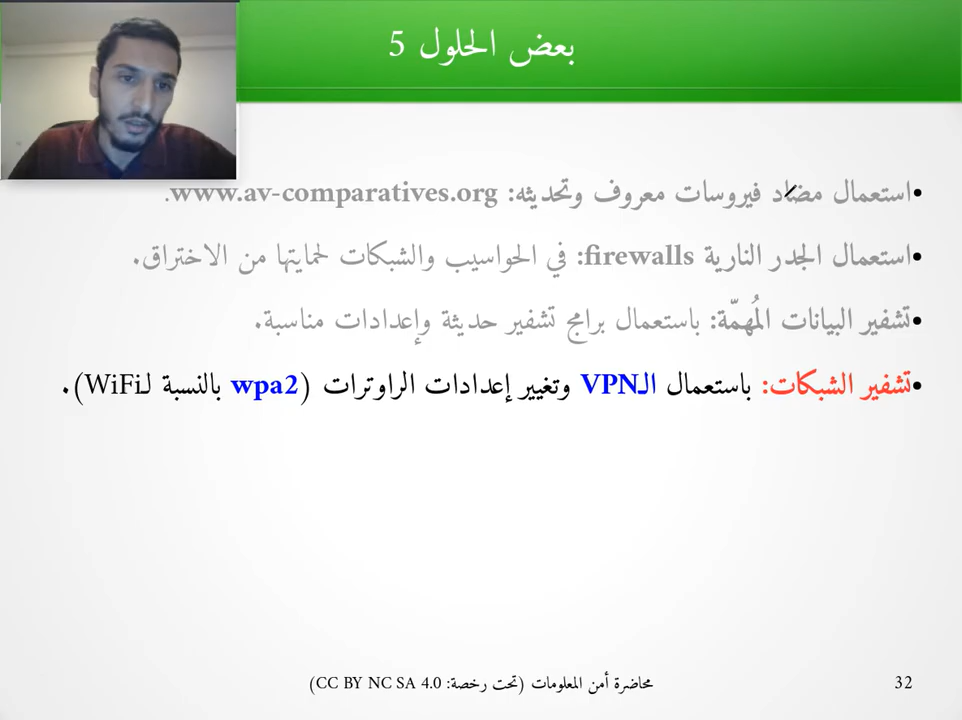 بعض الحلول 5
•استعمال مضاد فيروسات معروف وتحديثه: www.av-comparatives.org.
•استعمال الجدر النارية firewalls: في الحواسيب والشبكات لحمايتها من الاختراق.
•تشفير البيانات المُهمّة: باستعمال برامج تشفير حديثة وإعدادات مناسبة.
•تشفير الشبكات: باستعمال الـVPN وتغيير إعدادات الراوترات (wpa2 بالنسبة لـWiFi).
محاضرة أمن المعلومات (تحت رخصة: CC BY NC SA 4.0)
32